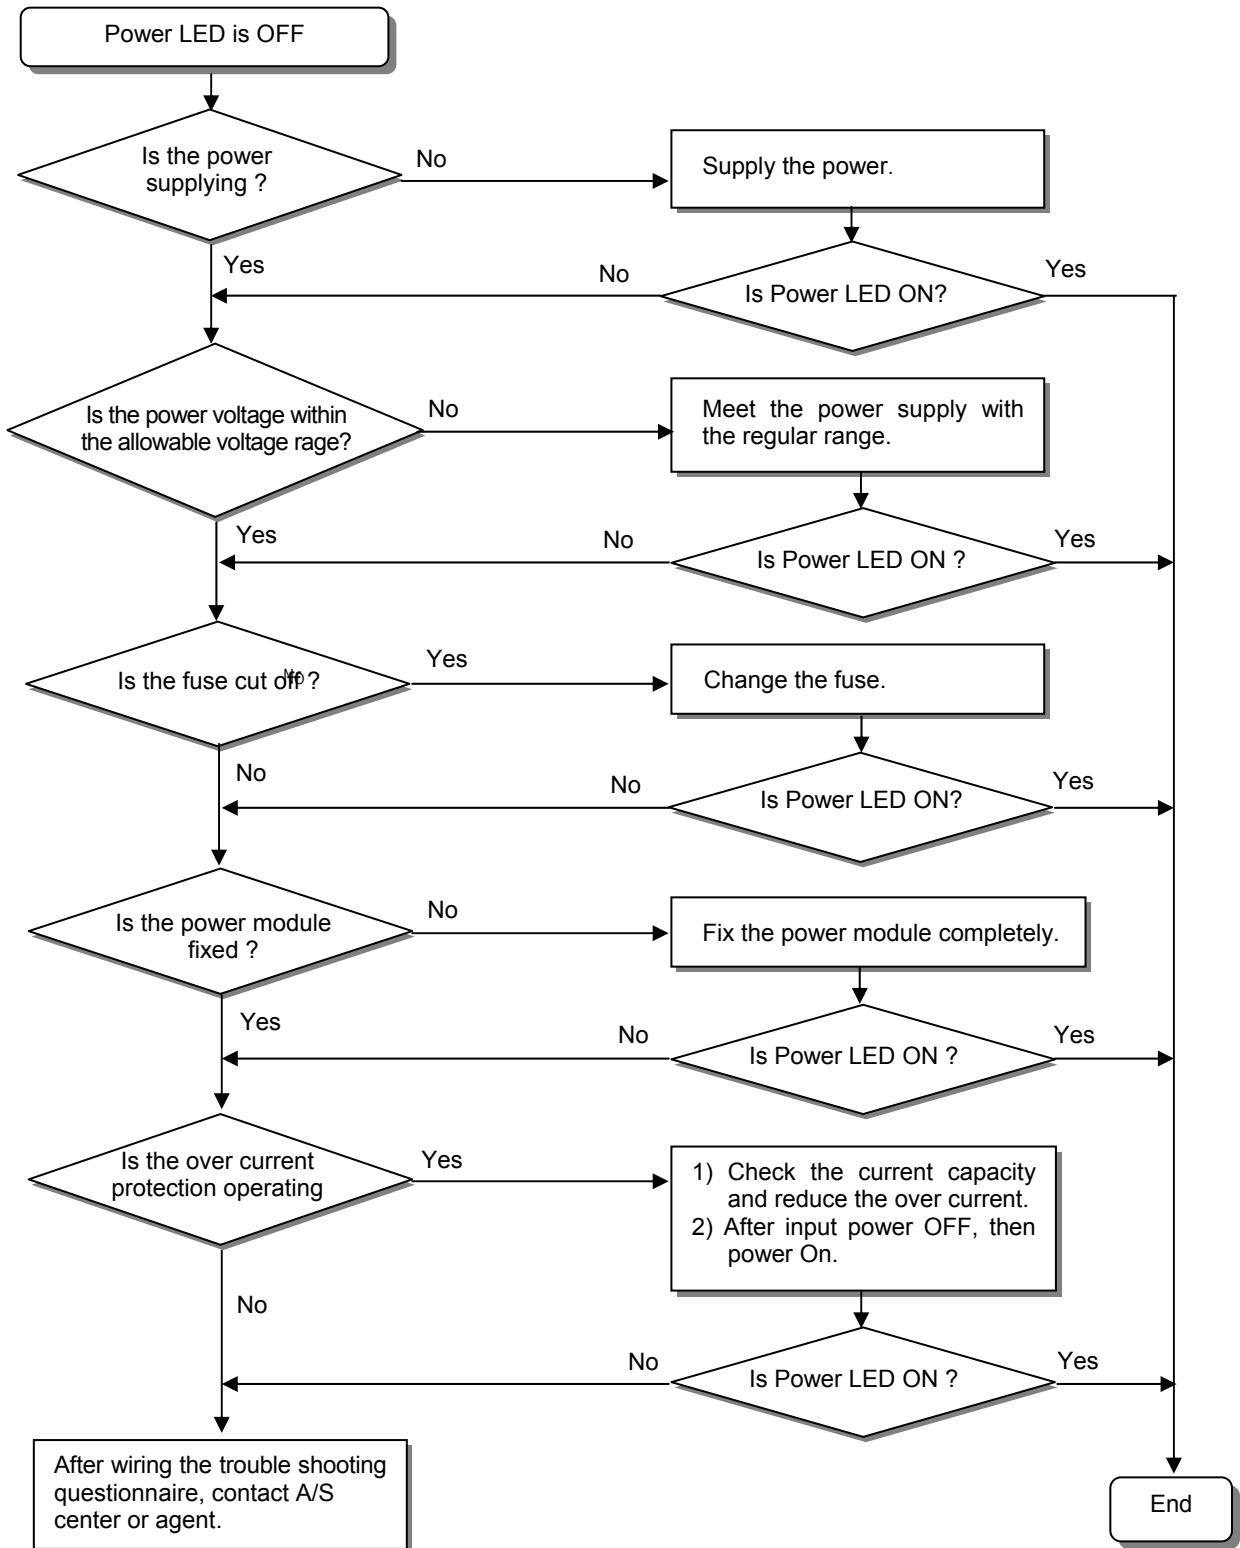 Power LED is OFF
Is the power
supplying ?
No
Supply the power.
Yes
No
Is Power LED ON?
Yes
Is the power voltage within
the allowable voltage rage?
No
Meet the power supply with
the regular range.
Yes
No
Is Power LED ON ?
Yes
Is the fuse cut off ?
No
Yes
Change the fuse.
No
No
Is Power LED ON?
Yes
Is the power module
fixed ?
No
Fix the power module completely.
Yes
No
Is Power LED ON ?
Yes
Is the over current
protection operating
Yes
1) Check the current capacity
and reduce the over current.
2) After input power OFF, then
power On.
No
No
Is Power LED ON ?
Yes
After wiring the trouble shooting
questionnaire, contact A/S
center or agent.
End